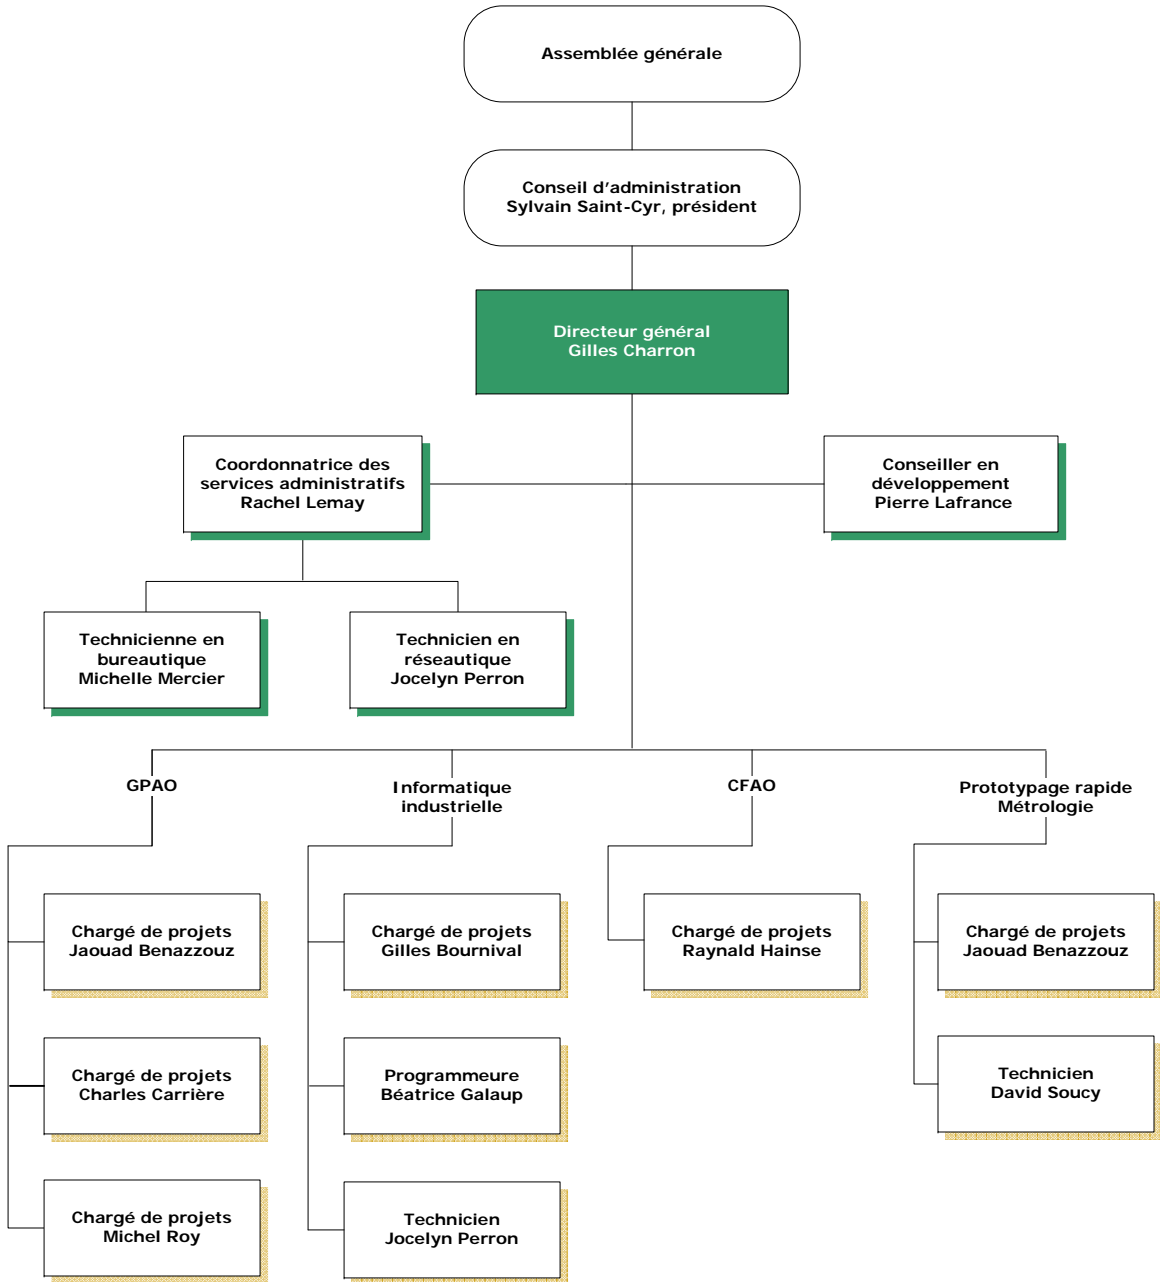 Assemblée générale
Conseil d'administration
Sylvain Saint-Cyr, président
Directeur général
Gilles Charron
Coordonnatrice des
services administratifs
Rachel Lemay
Conseiller en
développement
Pierre Lafrance
Technicienne en
bureautique
Michelle Mercier
Technicien en
réseautique
Jocelyn Perron
GPAO
Informatique
industrielle
CFAO
Prototypage rapide
Métrologie
Chargé de projets
Jaouad Benazzouz
Chargé de projets
Gilles Bournival
Chargé de projets
Raynald Hainse
Chargé de projets
Jaouad Benazzouz
Chargé de projets
Charles Carrière
Programmeure
Béatrice Galaup
Technicien
David Soucy
Chargé de projets
Michel Roy
Technicien
Jocelyn Perron